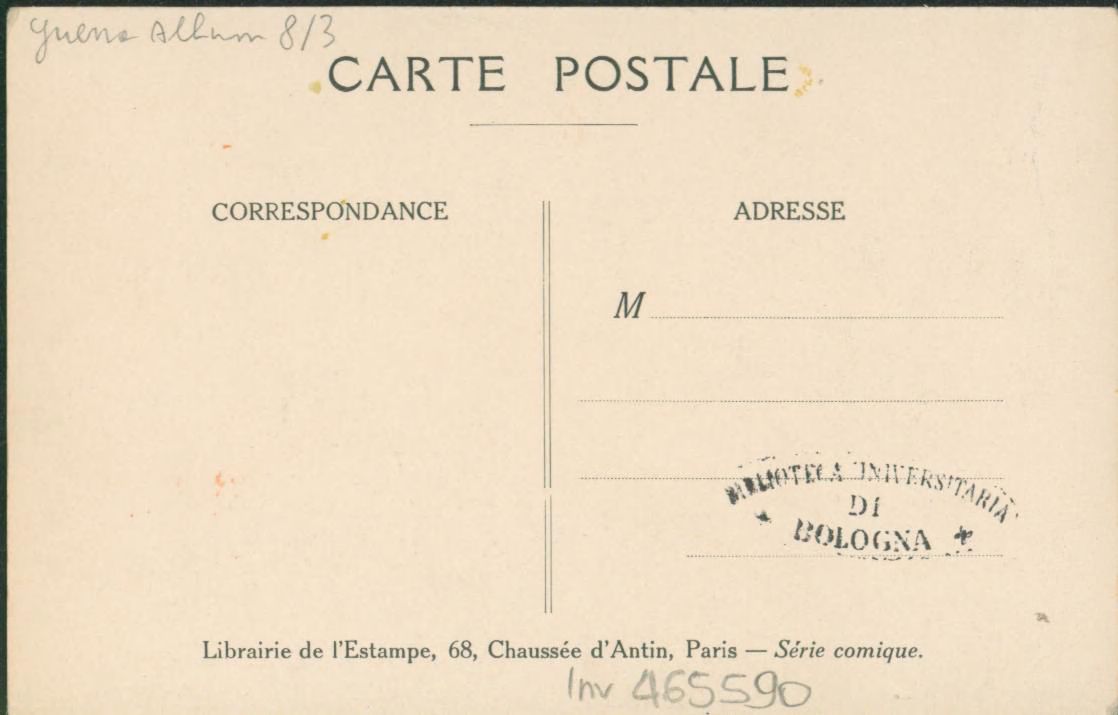 Guerra Album 8/3
CARTE POSTALE
CORRESPONDANCE
ADRESSE
M
BIBLIOTECA UNIVERSITARIA
DI
BOLOGNA
Librairie de l'Estampe, 68, Chaussée d'Antin, Paris — Série comique.
Inv 465590